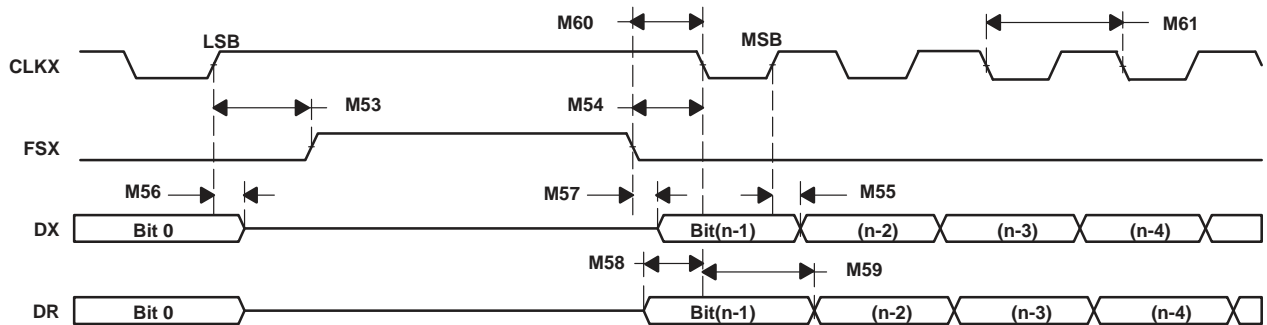 M60
LSB
MSB
M61
CLKX
M53
M54
FSX
M56
M57
M55
DX
Bit 0
Bit(n-1)
(n-2)
(n-3)
(n-4)
M58
M59
DR
Bit 0
Bit(n-1)
(n-2)
(n-3)
(n-4)